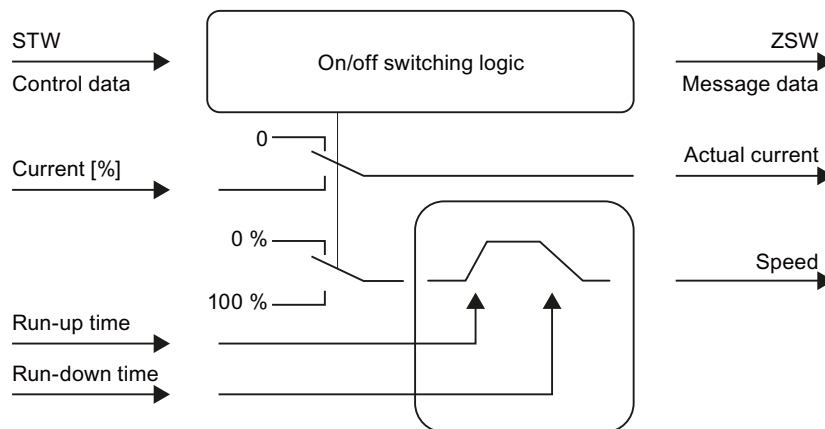 STW
Control data
On/off switching logic
ZSW
Message data
0
Current [%]
Actual current
0 %
100 %
Speed
Run-up time
Run-down time